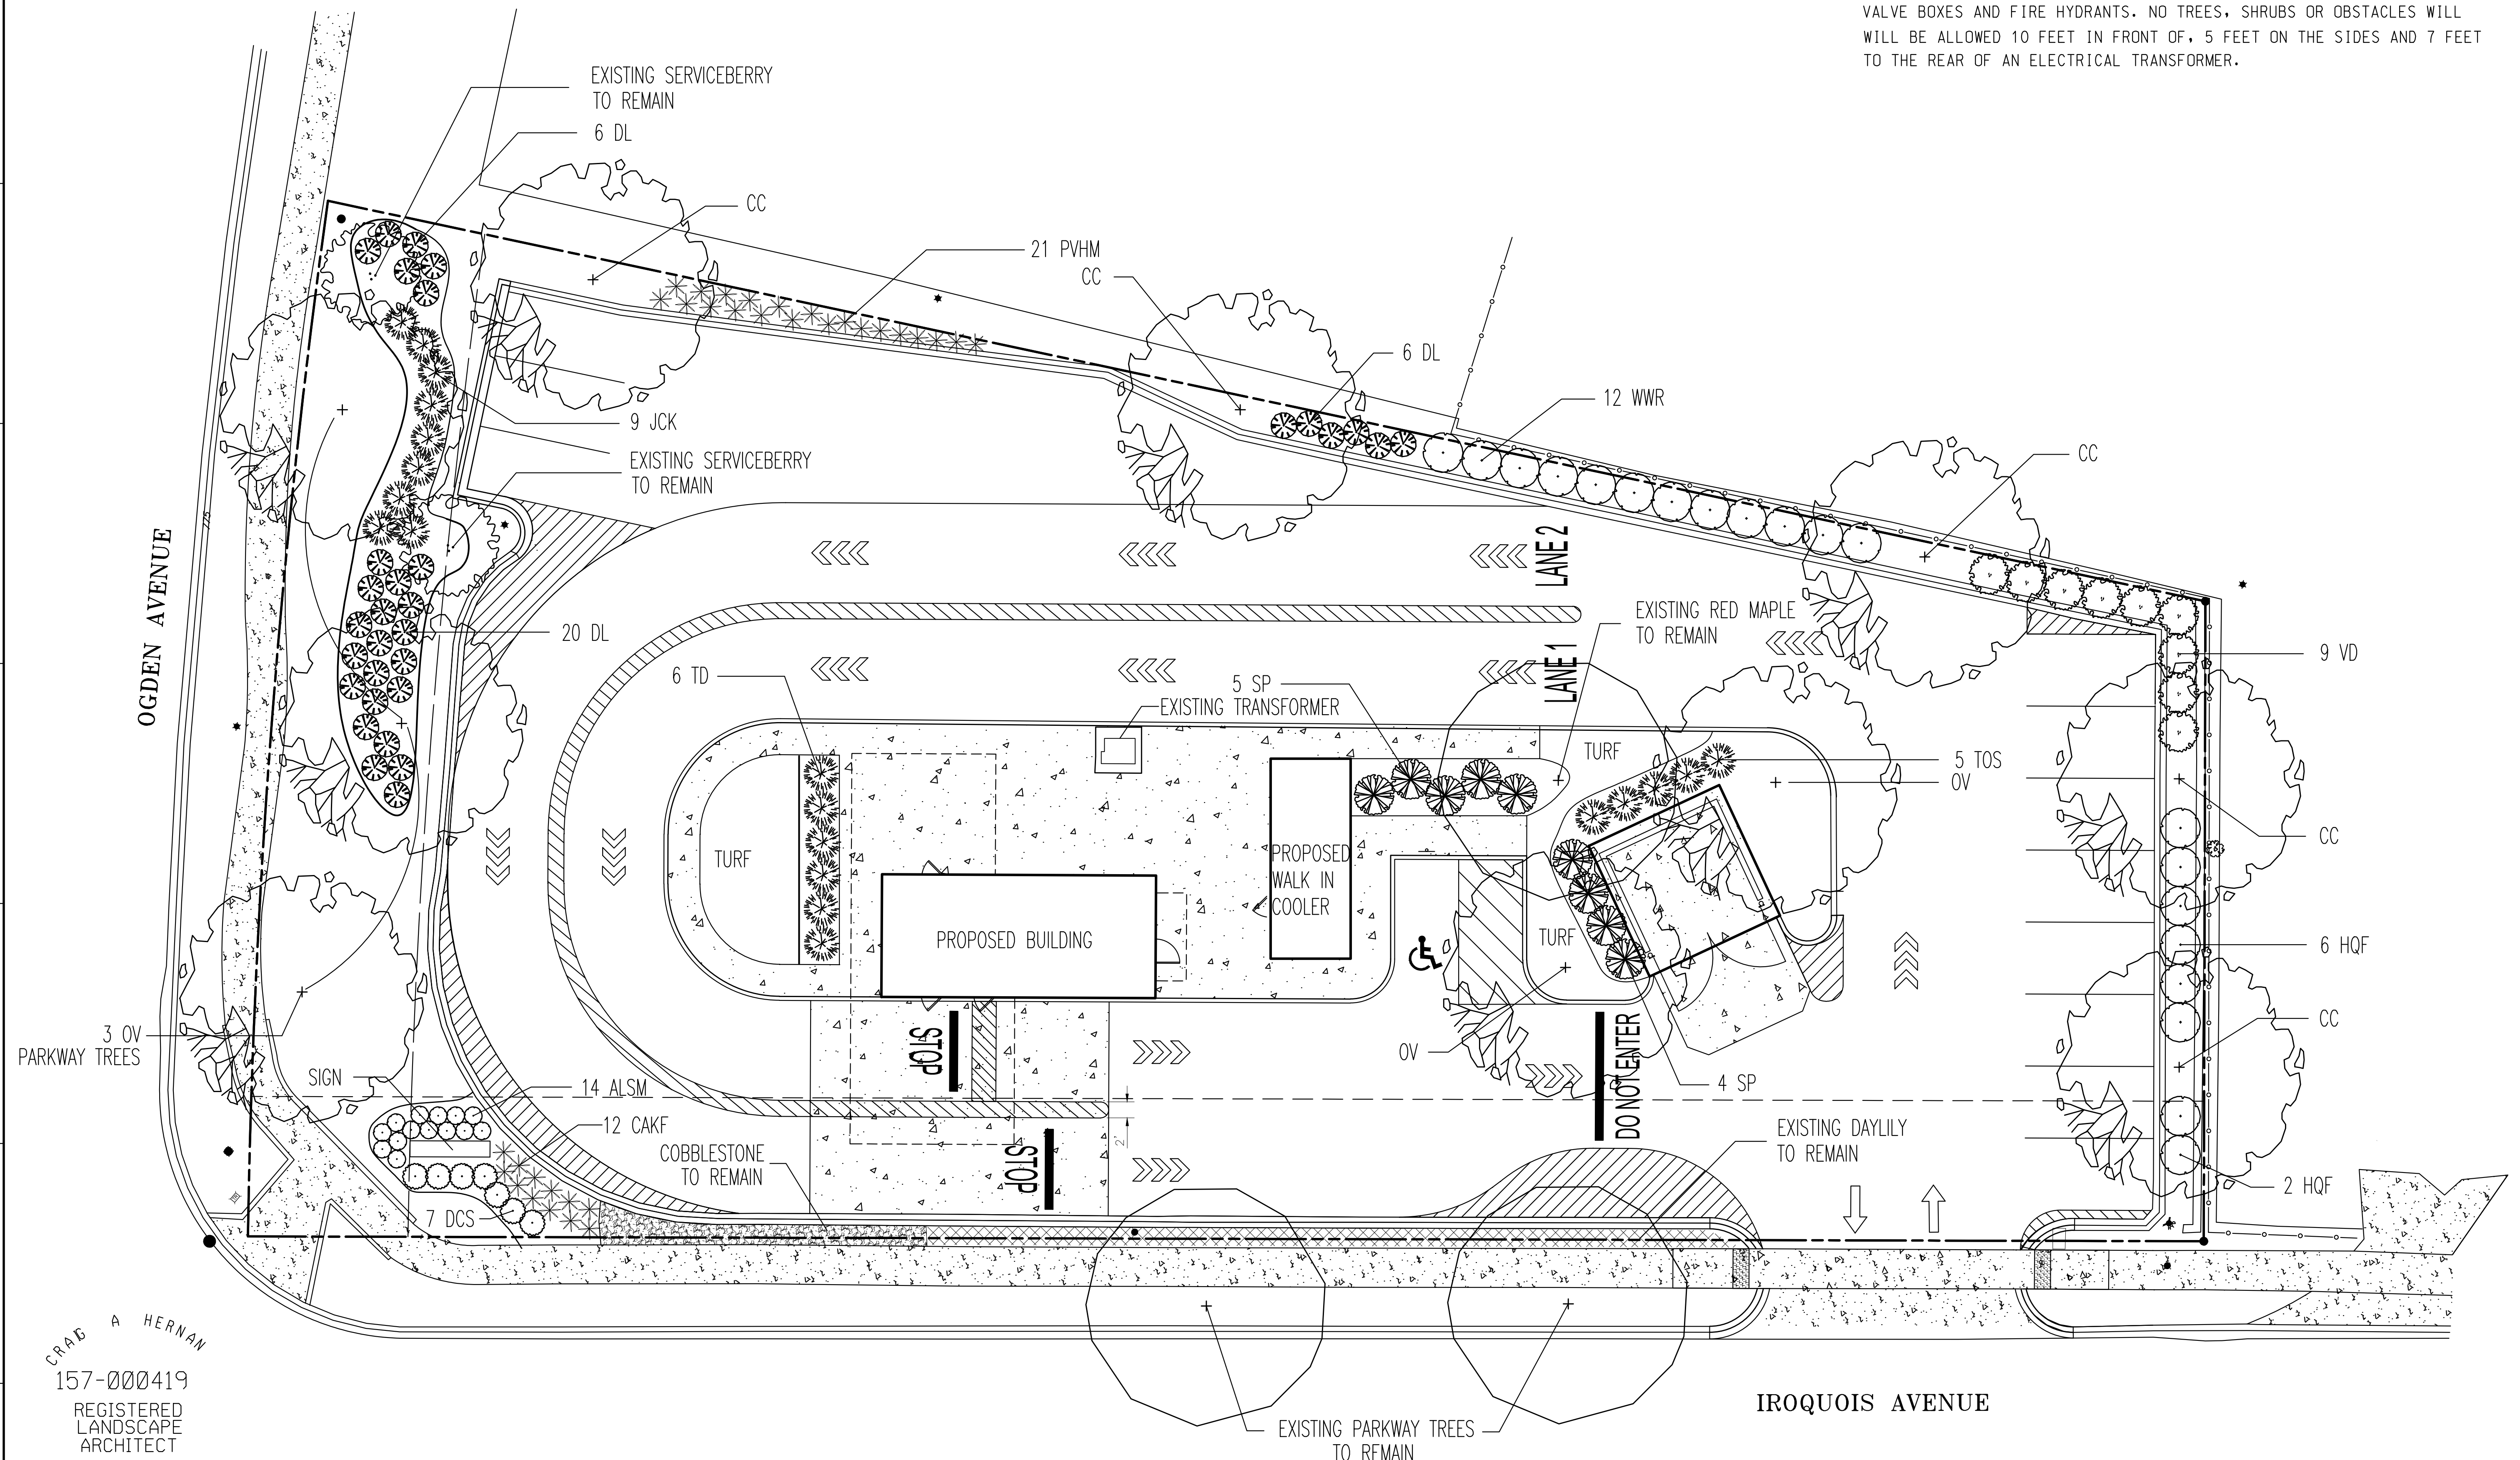 VALVE BOXES AND FIRE HYDRANTS. NO TREES, SHRUBS OR OBSTACLES WILL
WILL BE ALLOWED 10 FEET IN FRONT OF, 5 FEET ON THE SIDES AND 7 FEET
TO THE REAR OF AN ELECTRICAL TRANSFORMER.
EXISTING SERVICEBERRY
TO REMAIN
6 DL
CC
21 PVHM
CC
6 DL
12 WWR
CC
9 JCK
EXISTING SERVICEBERRY
TO REMAIN
OGDEN AVENUE
LANE 2
20 DL
EXISTING RED MAPLE
TO REMAIN
9 VD
LANE 1
6 TD
5 SP
EXISTING TRANSFORMER
TURF
5 TOS
OV
CC
TURF
PROPOSED
WALK IN
COOLER
PROPOSED BUILDING
TURF
6 HQF
3 OV
PARKWAY TREES
STOP
OV
DO NOT ENTER
CC
SIGN
14 ALSM
4 SP
12 CAKF
2'
COBBLESTONE
TO REMAIN
STOP
EXISTING DAYLILY
TO REMAIN
7 DCS
2 HQF
CRAIG A HERNAN
157-000419
REGISTERED
LANDSCAPE
ARCHITECT
IROQUOIS AVENUE
EXISTING PARKWAY TREES
TO REMAIN